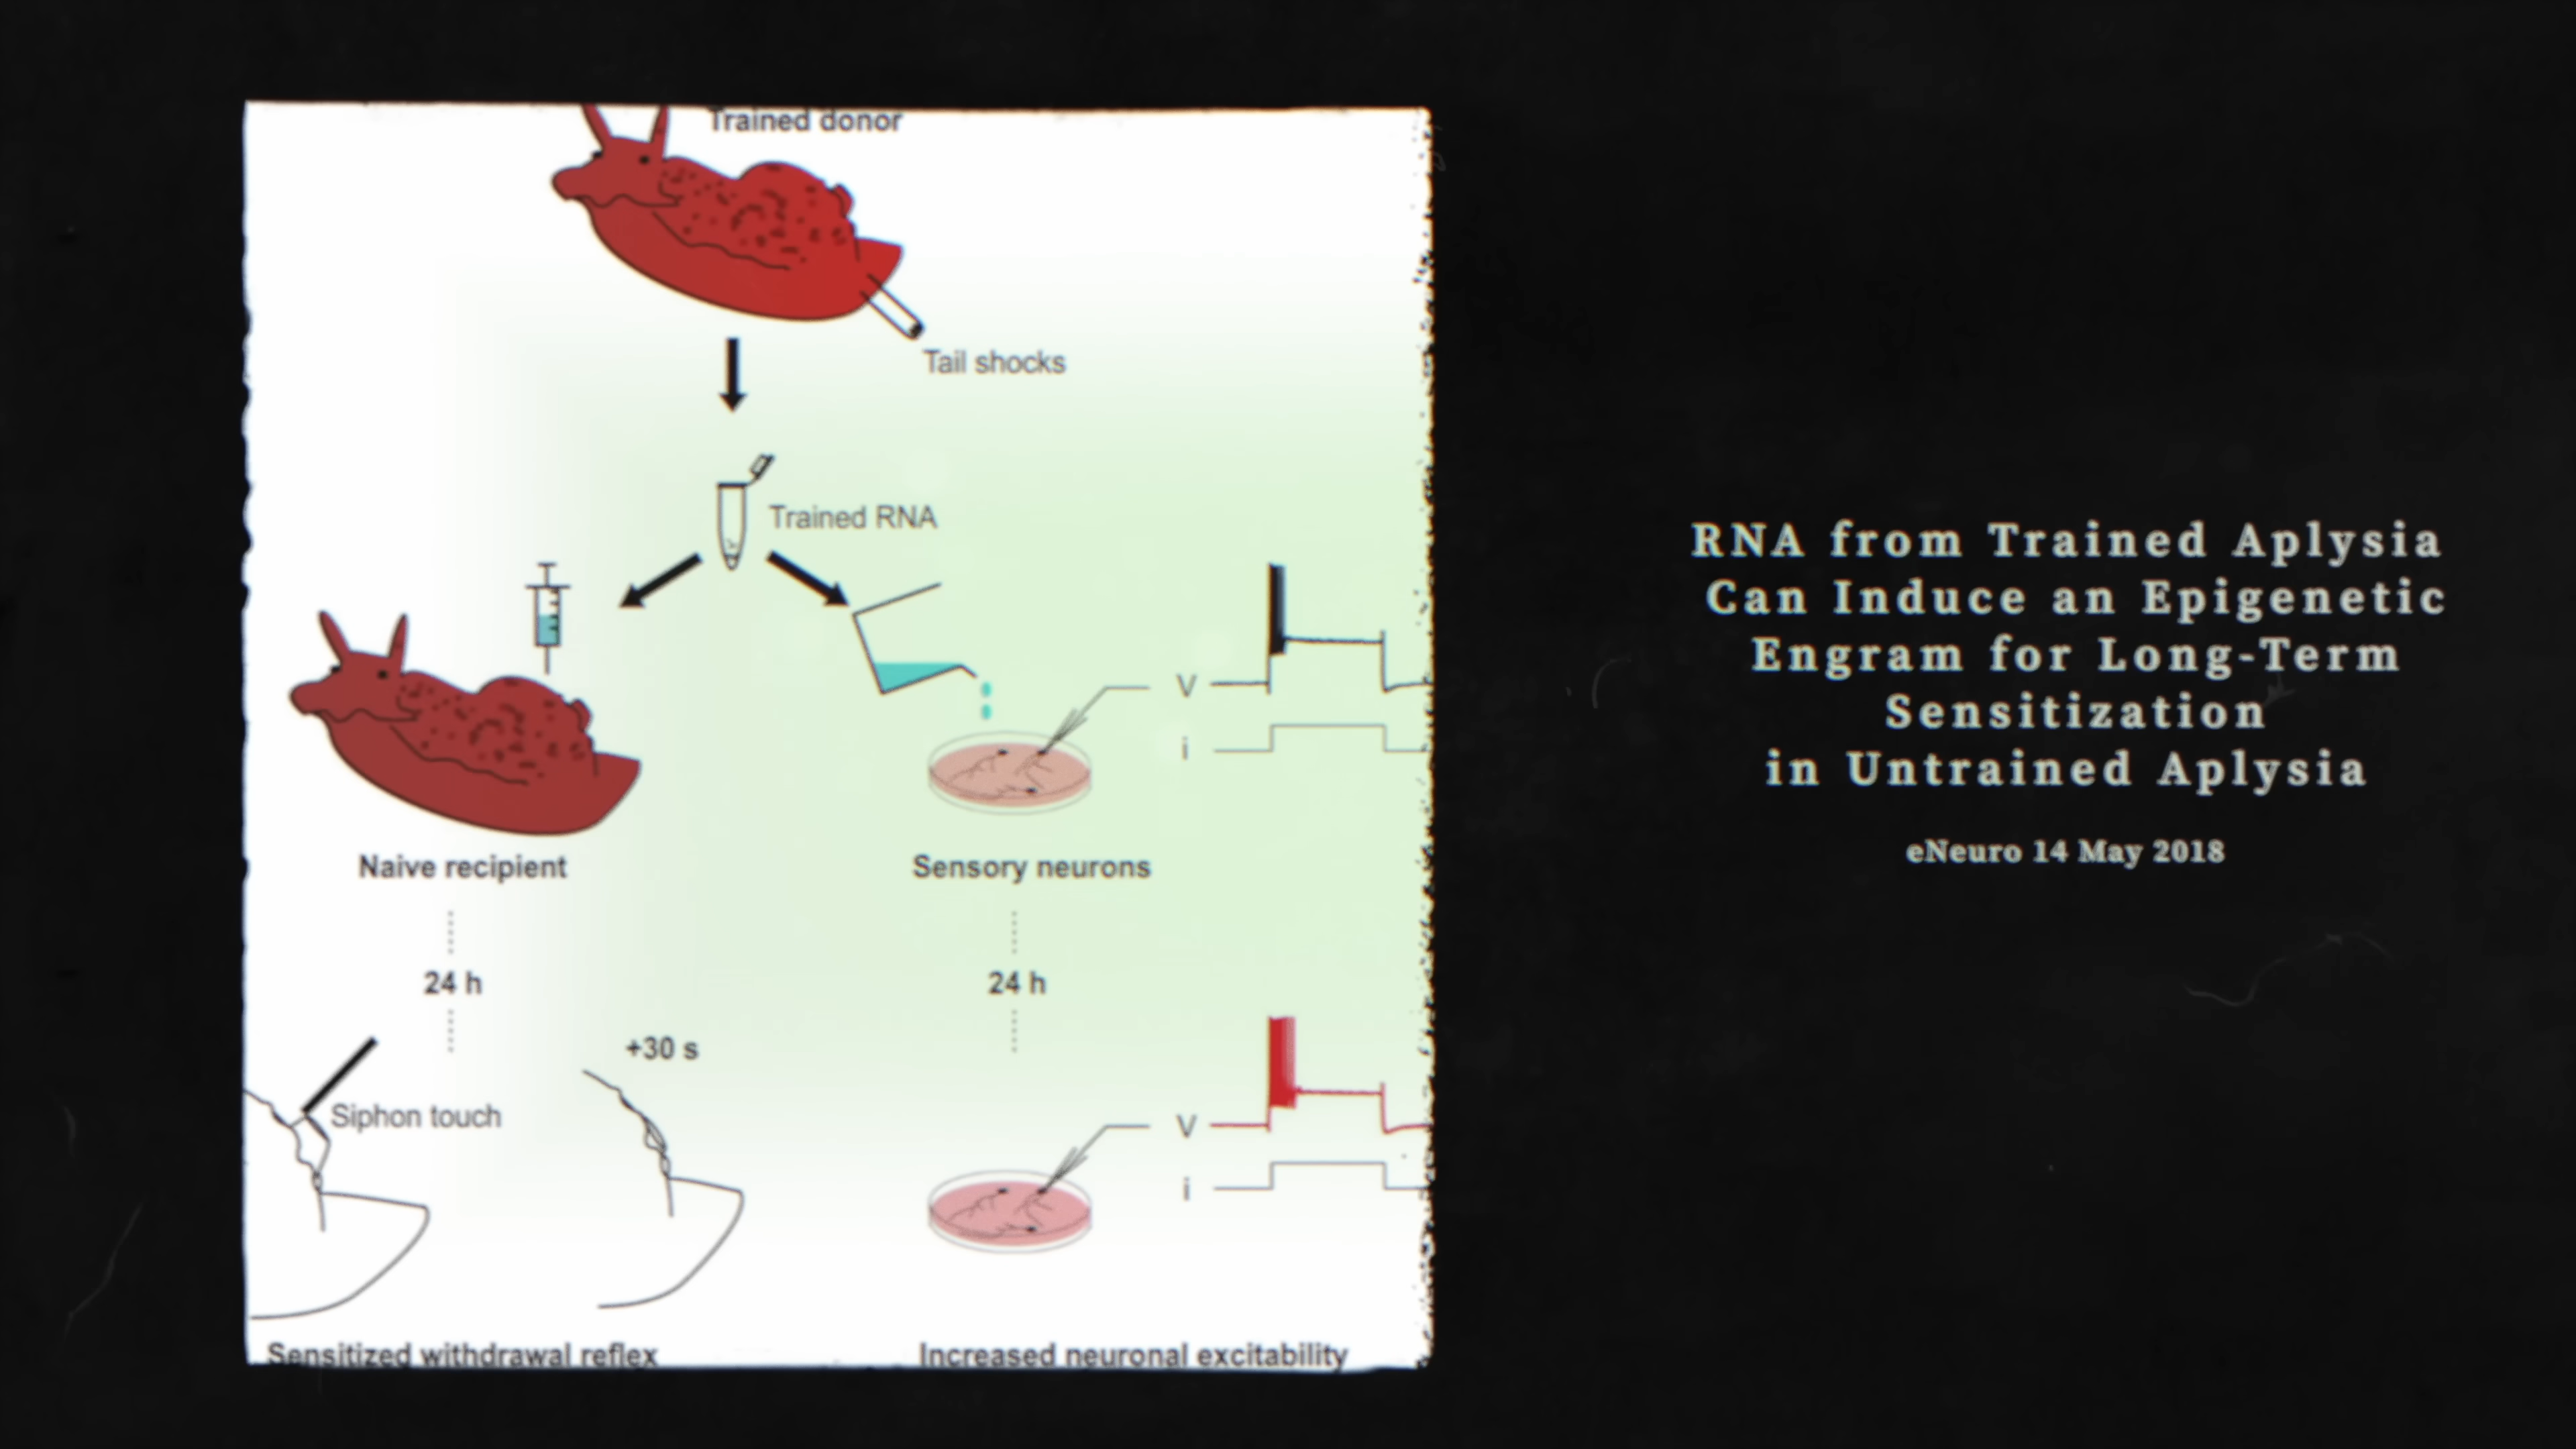 Trained donor
Tail shocks
Trained RNA
V
i
Naive recipient
Sensory neurons
24 h
24 h
+30 s
Siphon touch
V
i
Sensitized withdrawal reflex
Increased neuronal excitability
RNA from Trained Aplysia
Can Induce an Epigenetic
Engram for Long-Term
Sensitization
in Untrained Aplysia
eNeuro 14 May 2018